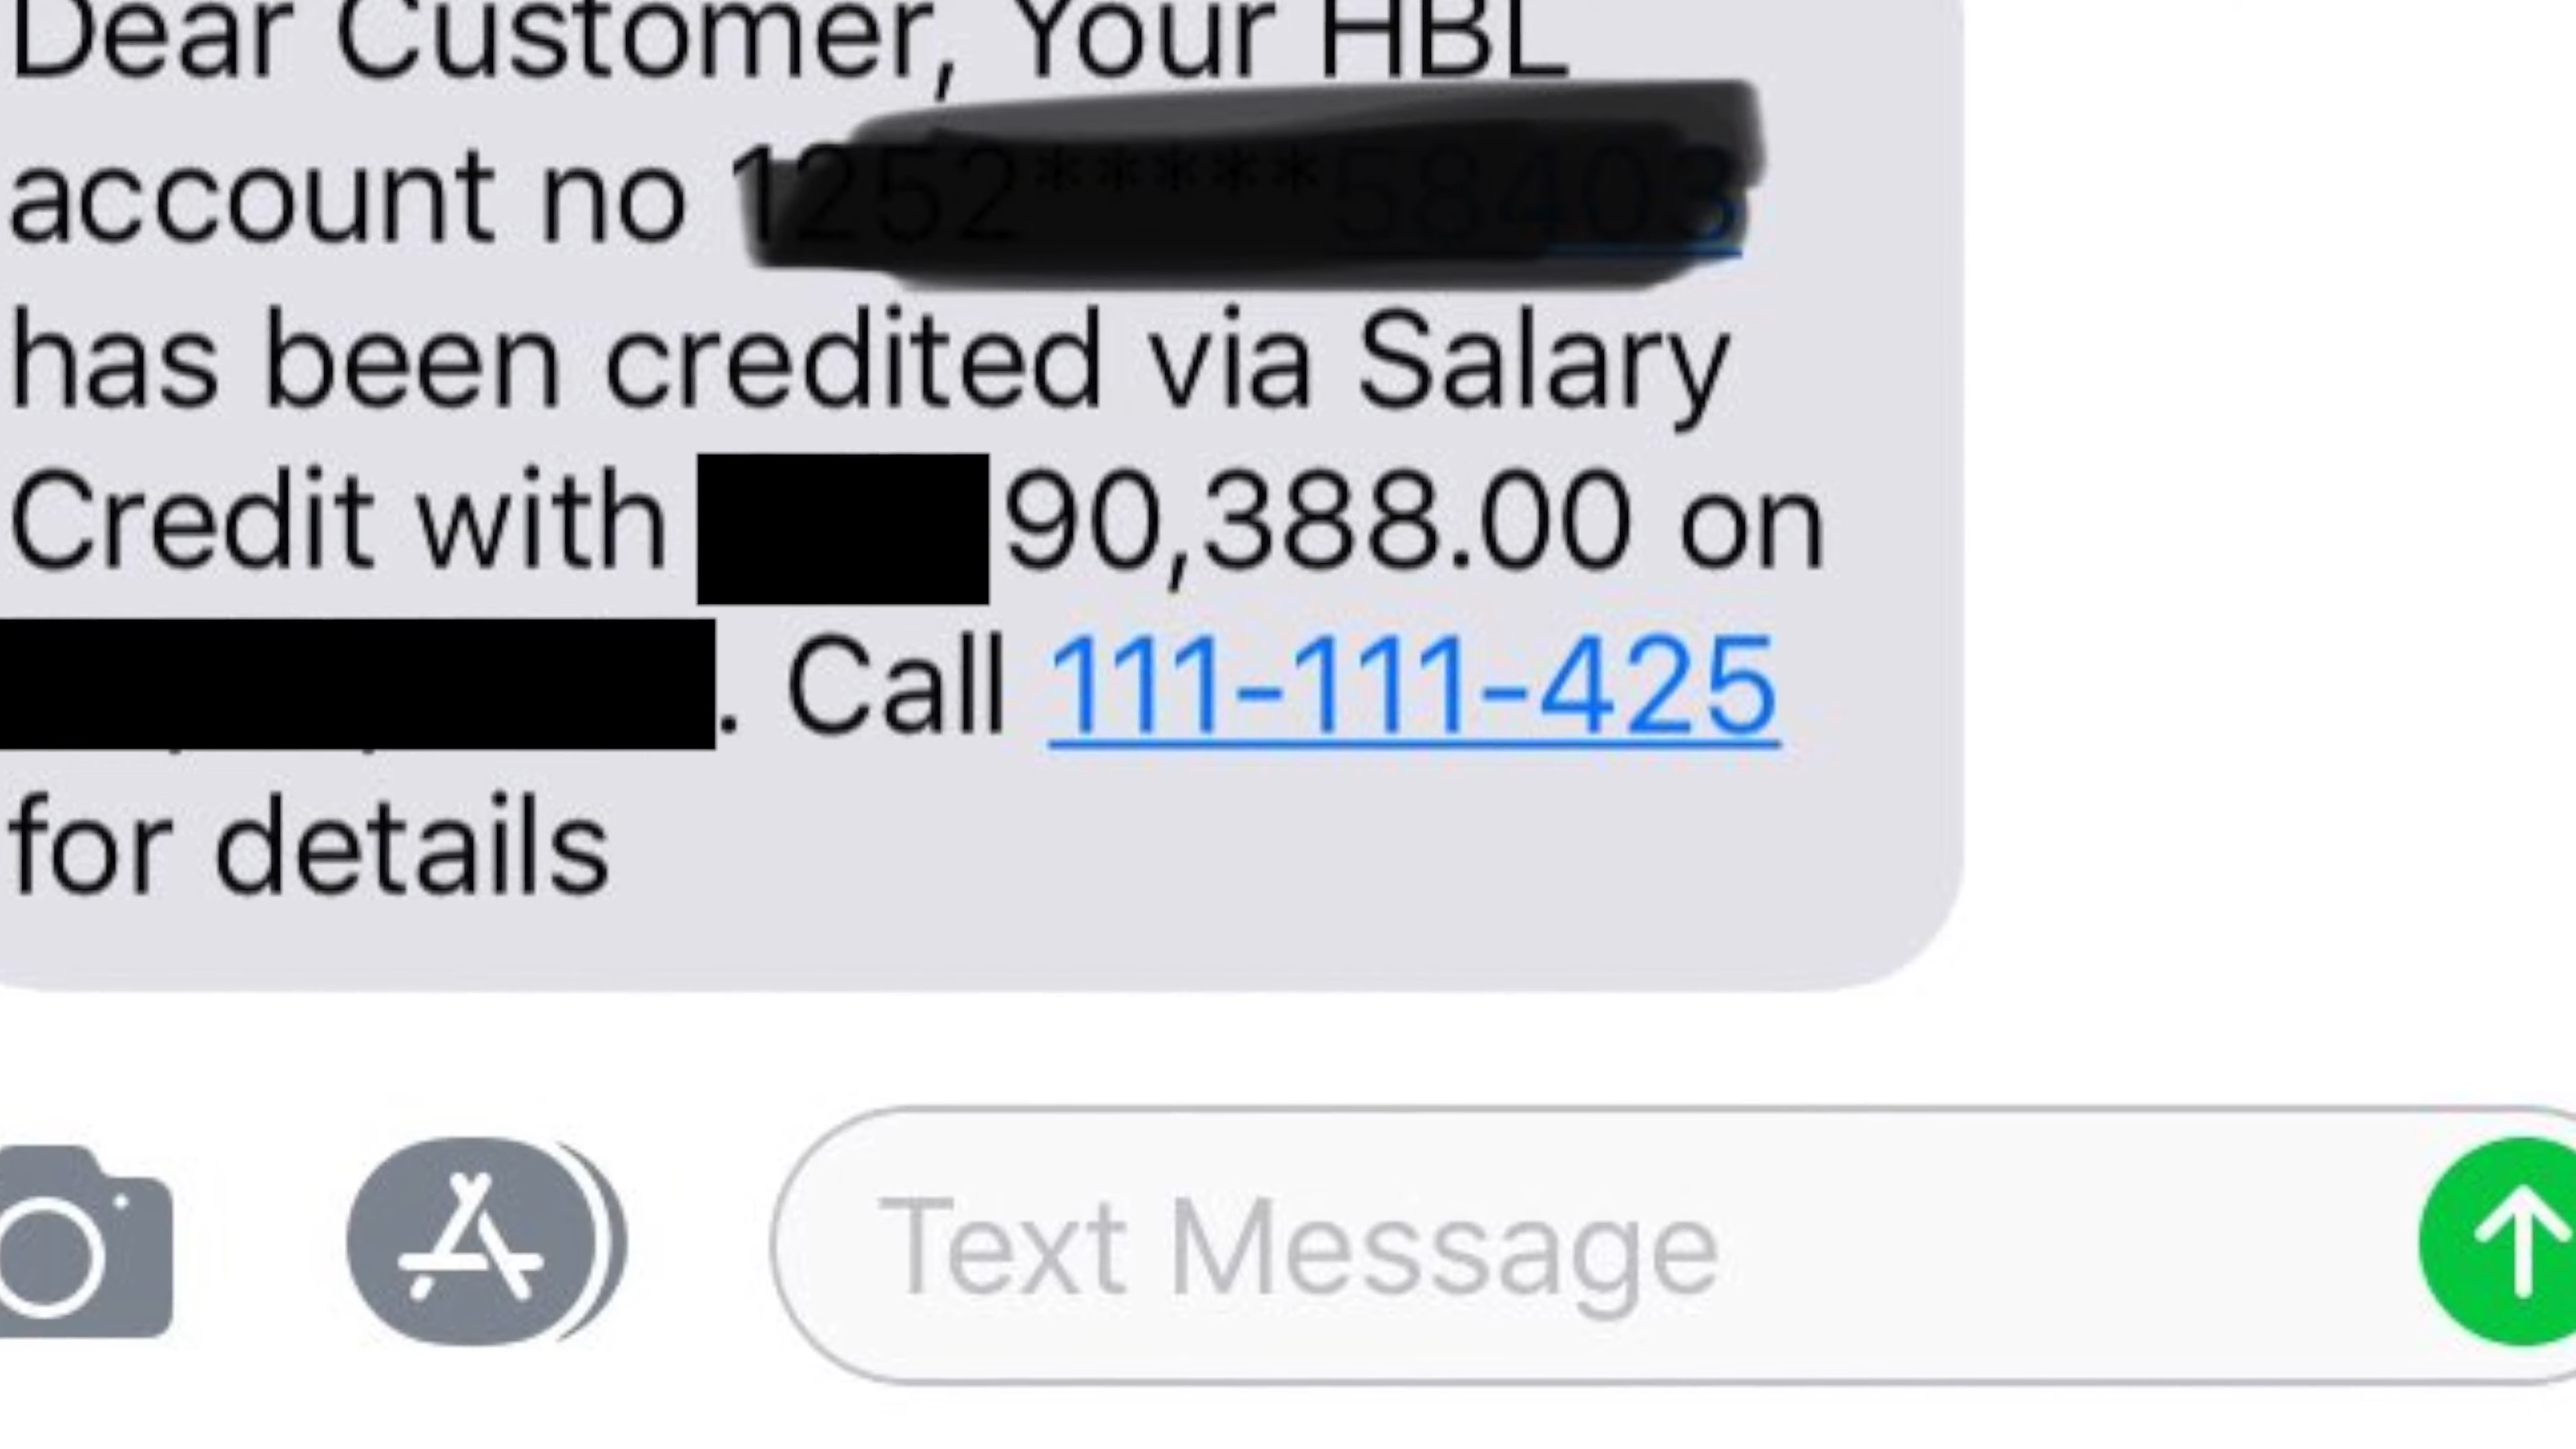 Dear Customer, Your HBL
account no
has been credited via Salary
Credit with 90,388.00 on
. Call 111-111-425
for details
Text Message